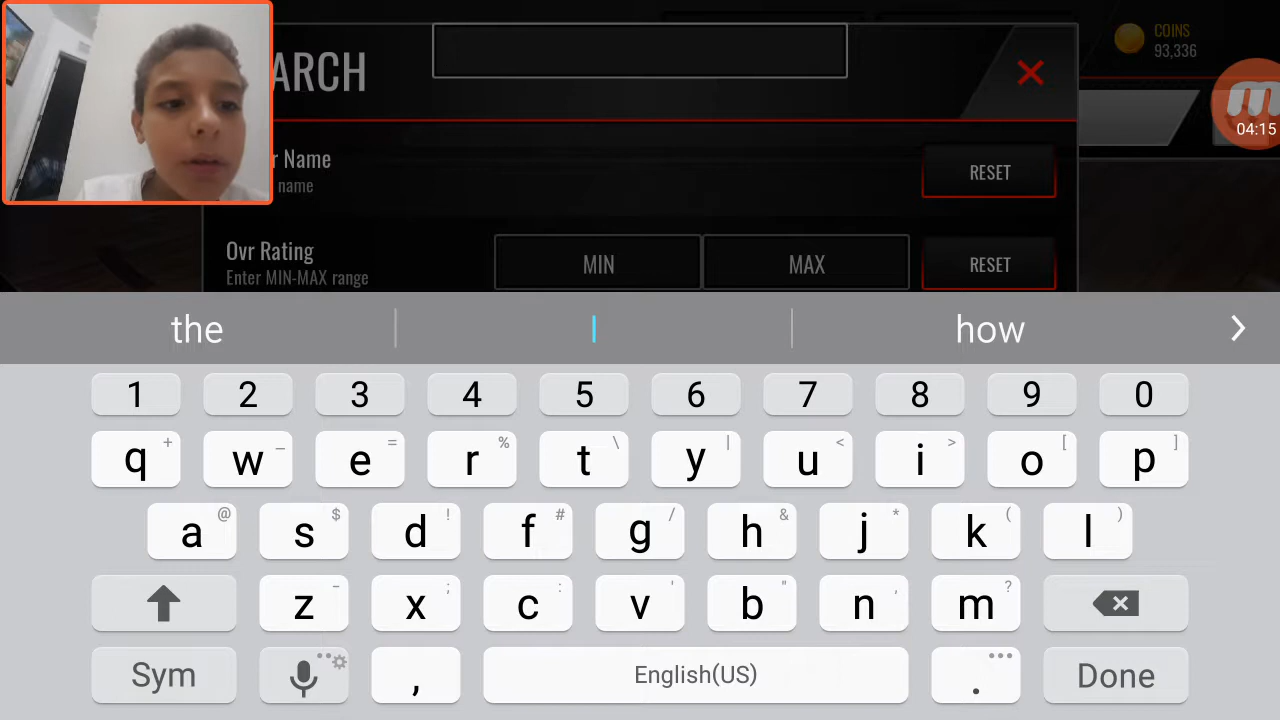 ARCH
COINS
93,336
04:15
r Name
name
RESET
Ovr Rating
Enter MIN-MAX range
MIN
MAX
RESET
the
I
how
1 2 3 4 5 6 7 8 9 0
q + w _ e = r % t \ y | u < i > o [ p ]
a @ s $ d ! f # g / h & j * k ( l )
z - x ; c : v ' b " n , m ?
Sym , English(US) . Done